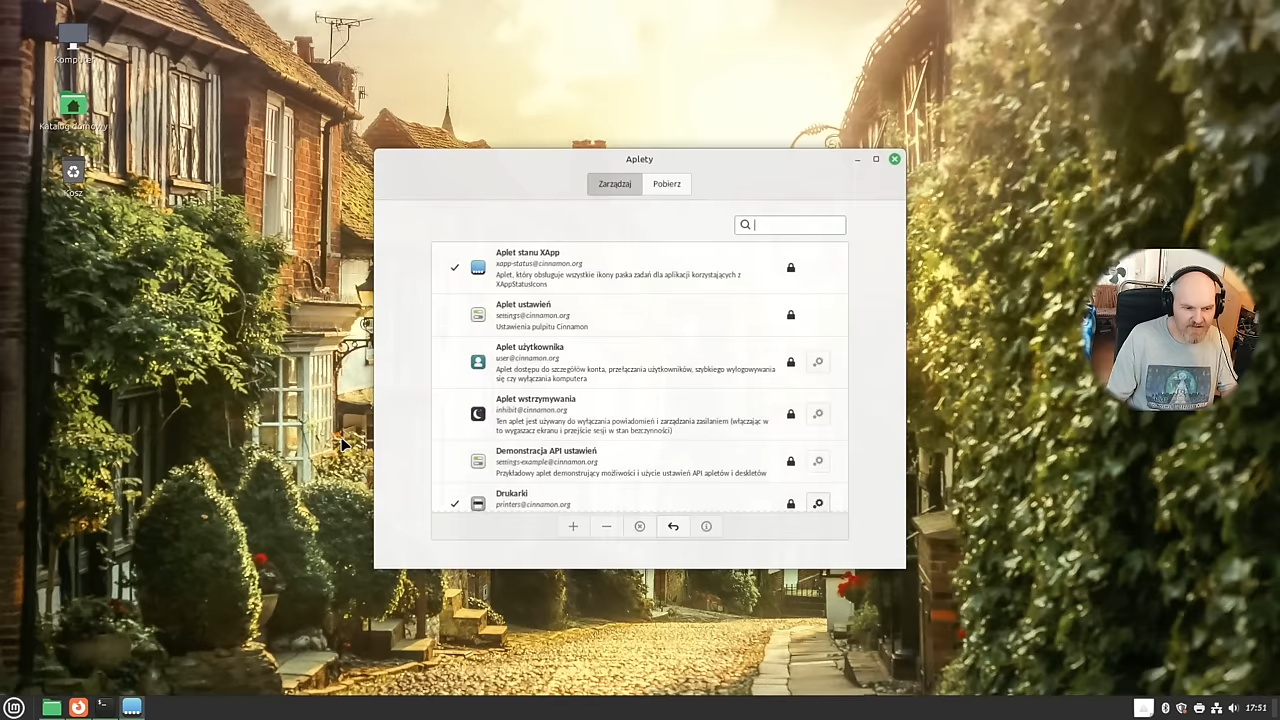 Komputer
Katalog domowy
Kosz
Aplety
Zarządzaj
Pobierz
Aplet stanu XApp
xapp-status@cinnamon.org
Aplet, który obsługuje wszystkie ikony paska zadań dla aplikacji korzystających z
XAppStatusIcons
Aplet ustawień
settings@cinnamon.org
Ustawienia pulpitu Cinnamon
Aplet użytkownika
user@cinnamon.org
Aplet dostępu do szczegółów konta, przełączania użytkowników, szybkiego wylogowywania
się czy wyłączania komputera
Aplet wstrzymywania
inhibit@cinnamon.org
Ten aplet jest używany do wyłączania powiadomień i zarządzania zasilaniem (włączając w
to wygaszacz ekranu i przejście sesji w stan bezczynności)
Demonstracja API ustawień
settings-example@cinnamon.org
Przykładowy aplet demonstrujący możliwości i użycie ustawień API apletów i deskletów
Drukarki
printers@cinnamon.org
17:51